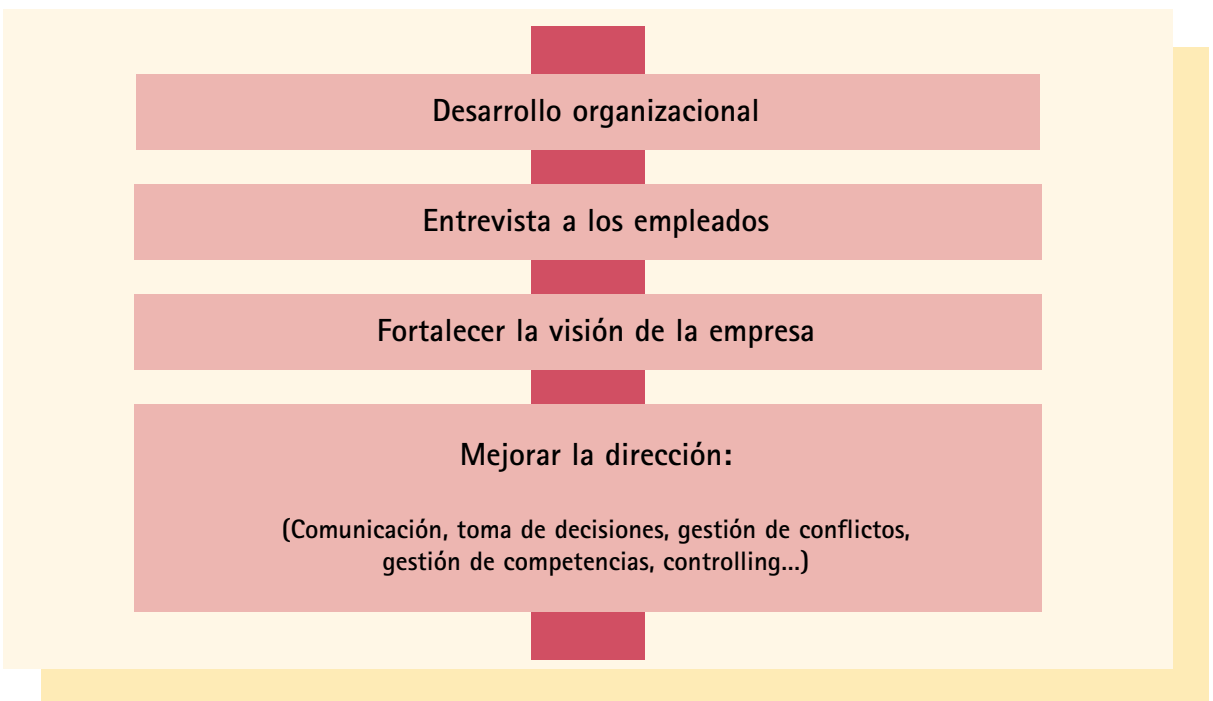 Desarrollo organizacional
Entrevista a los empleados
Fortalecer la visión de la empresa
Mejorar la dirección:
(Comunicación, toma de decisiones, gestión de conflictos,
gestión de competencias, controlling...)